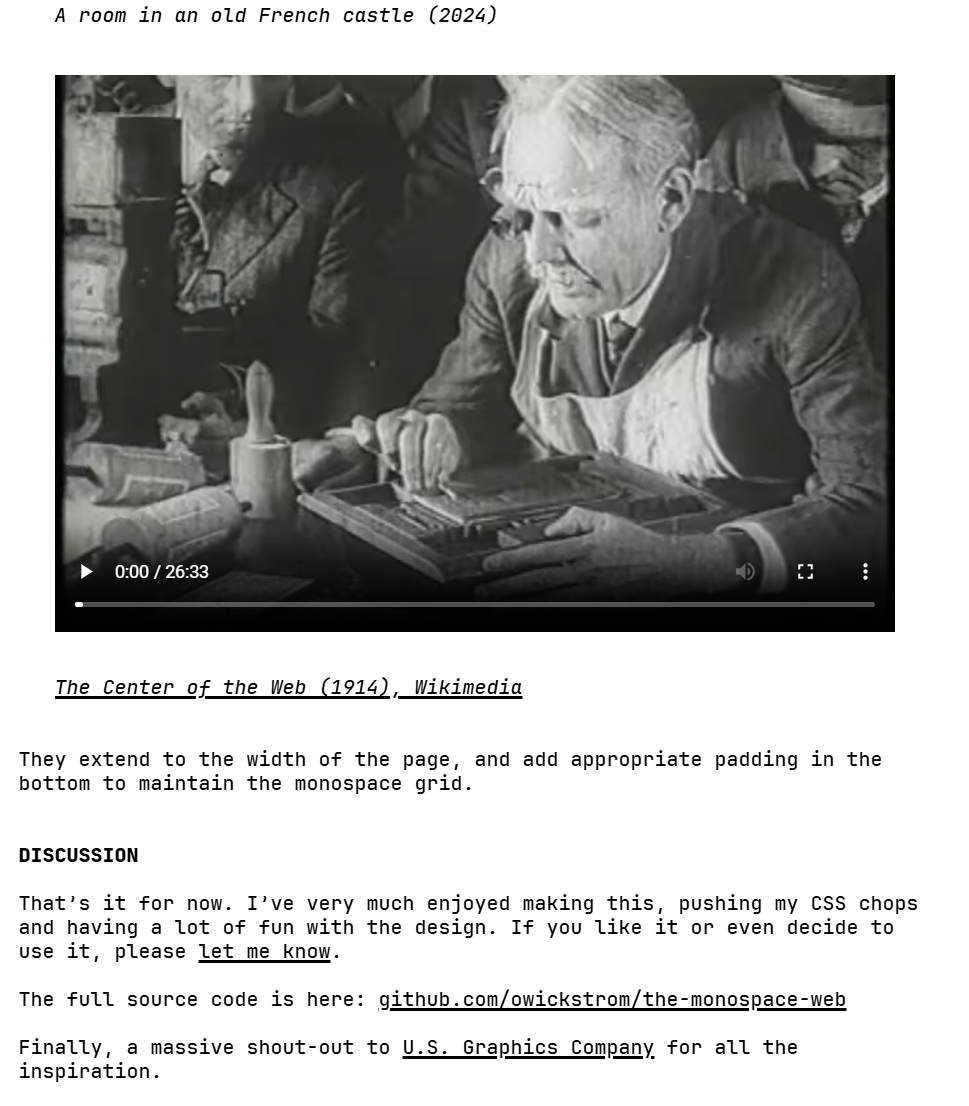 A room in an old French castle (2024)
0:00 / 26:33
The Center of the Web (1914), Wikimedia
They extend to the width of the page, and add appropriate padding in the
bottom to maintain the monospace grid.
DISCUSSION
That’s it for now. I’ve very much enjoyed making this, pushing my CSS chops
and having a lot of fun with the design. If you like it or even decide to
use it, please let me know.
The full source code is here: github.com/owickstrom/the-monospace-web
Finally, a massive shout-out to U.S. Graphics Company for all the
inspiration.